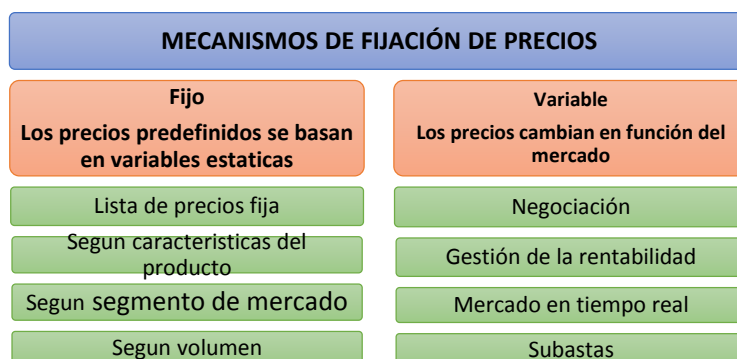 MECANISMOS DE FIJACIÓN DE PRECIOS
Fijo
Los precios predefinidos se basan
en variables estaticas
Lista de precios fija
Segun caracteristicas del
producto
Segun segmento de mercado
Segun volumen
Variable
Los precios cambian en función del
mercado
Negociación
Gestión de la rentabilidad
Mercado en tiempo real
Subastas